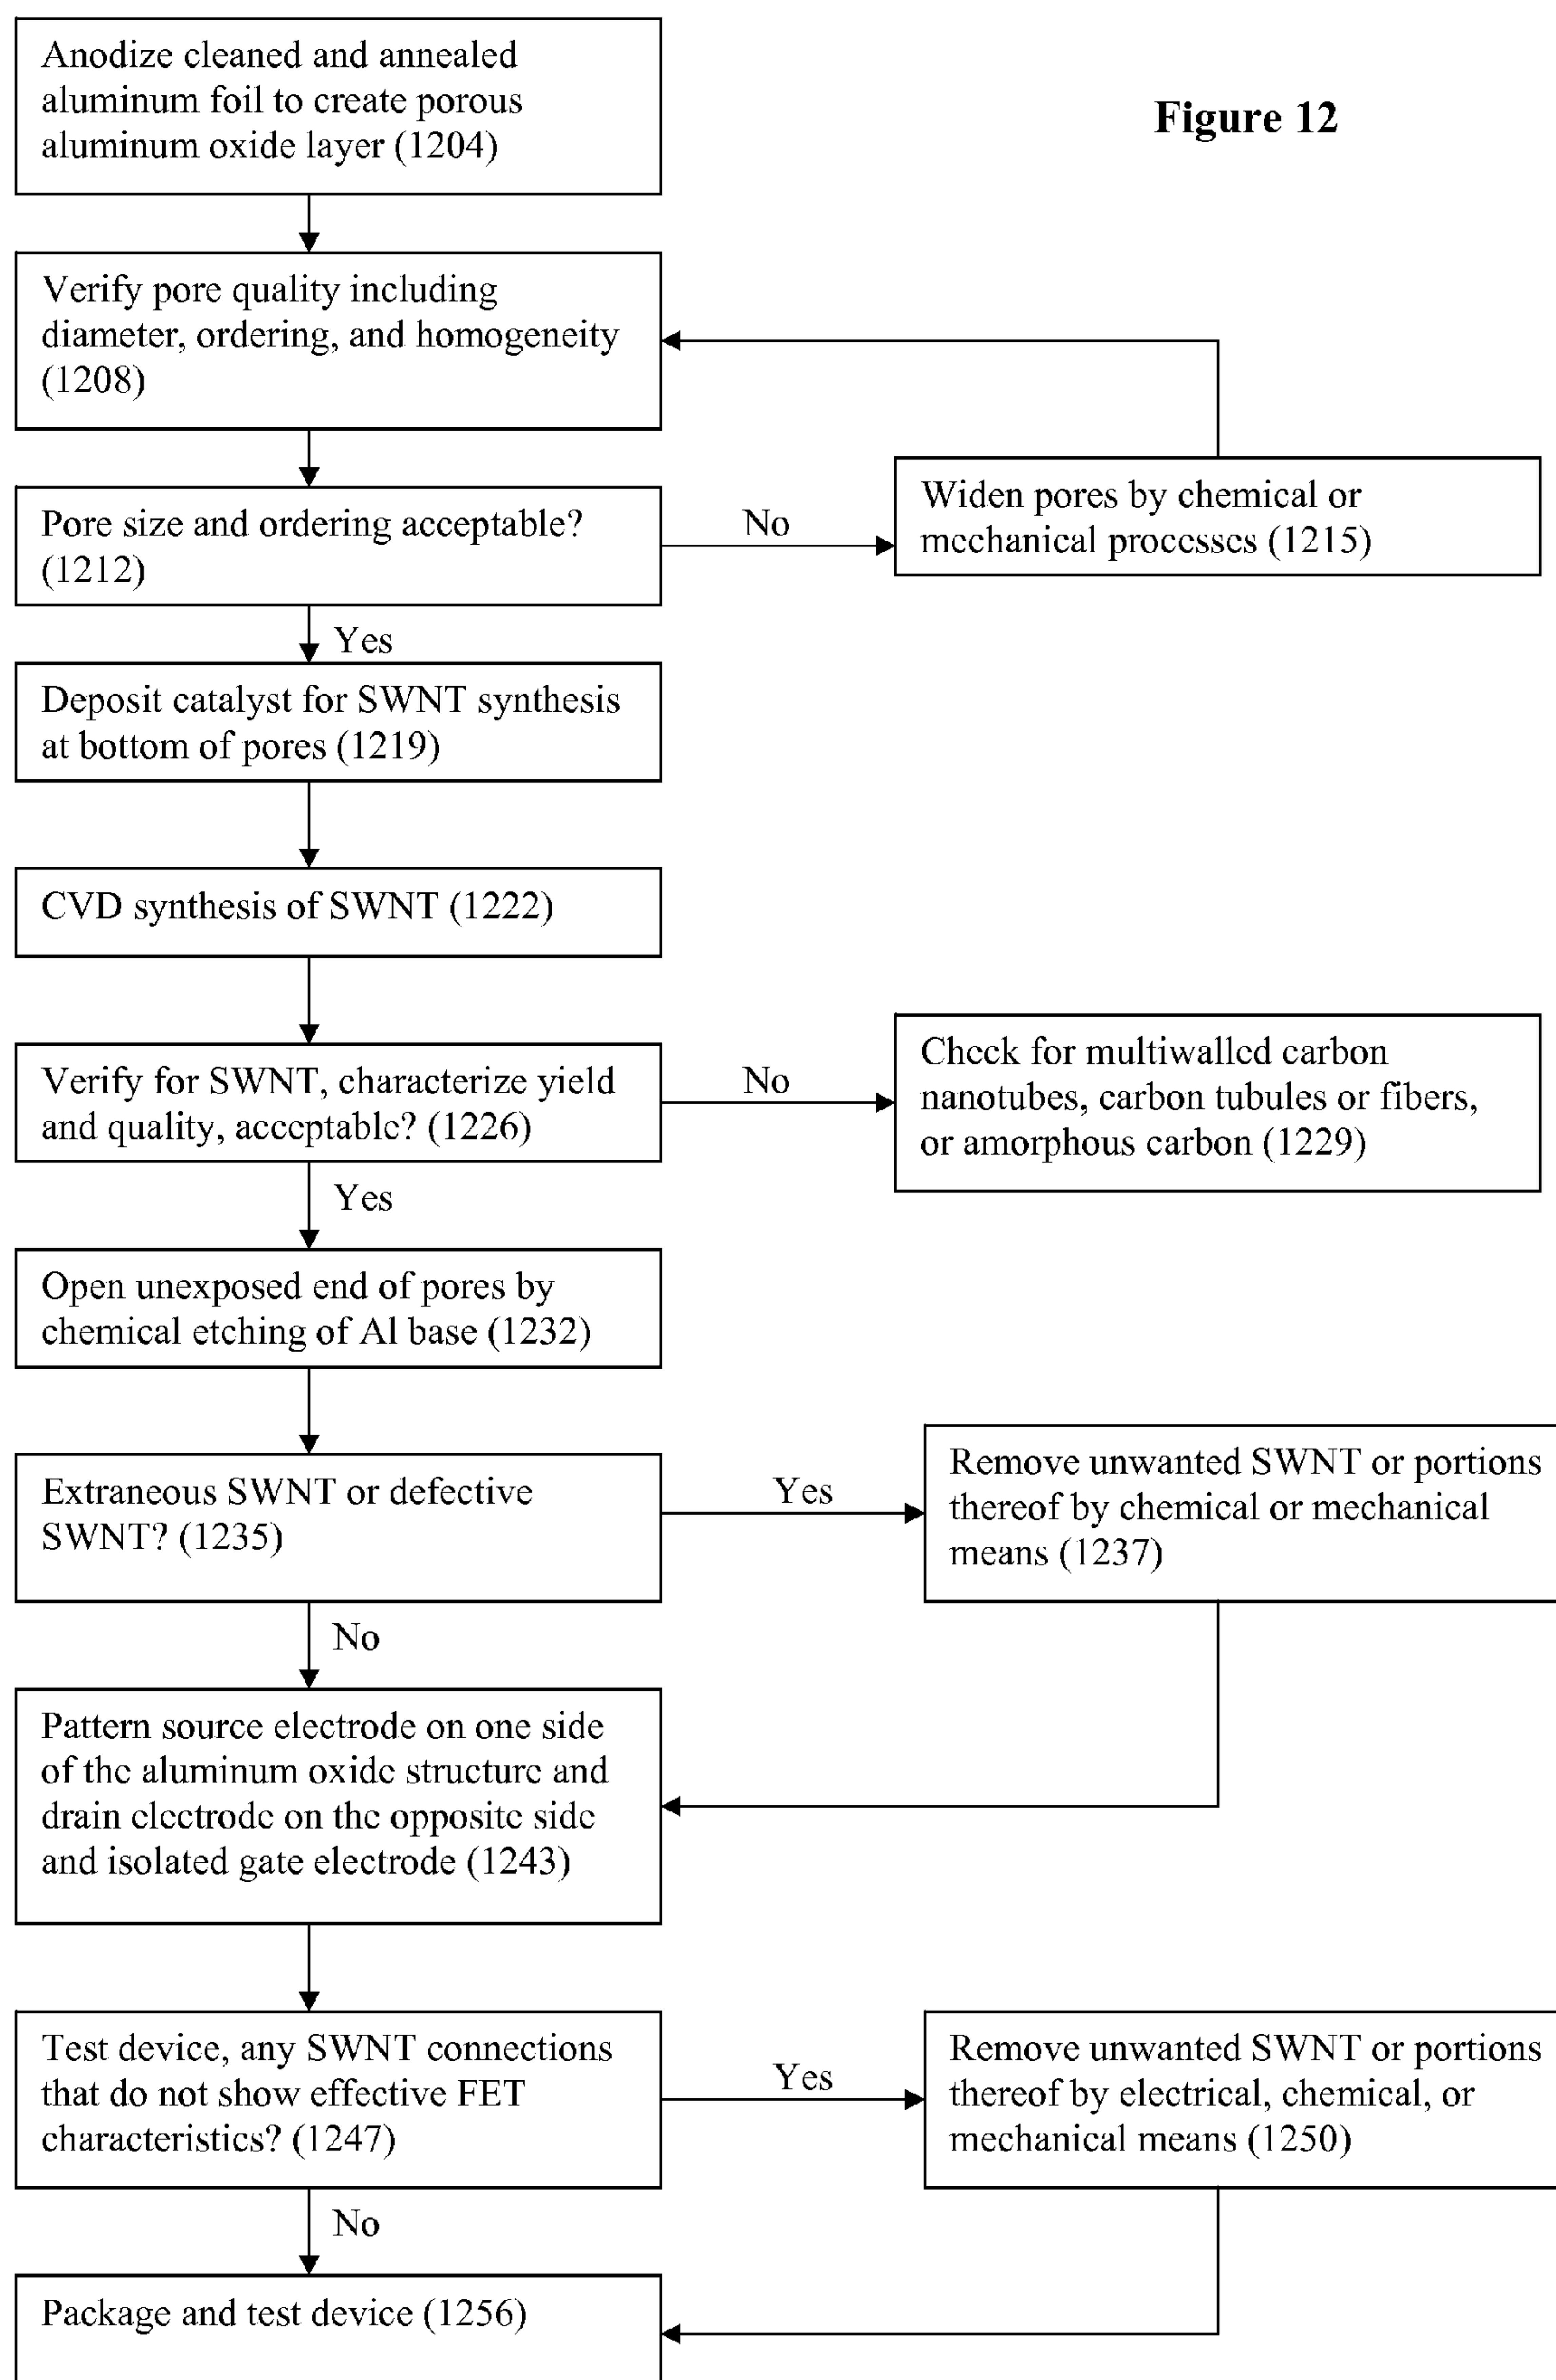 Figure 12
Anodize cleaned and annealed
aluminum foil to create porous
aluminum oxide layer (1204)
Verify pore quality including
diameter, ordering, and homogeneity
(1208)
Pore size and ordering acceptable?
(1212)
No
Widen pores by chemical or
mechanical processes (1215)
Yes
Deposit catalyst for SWNT synthesis
at bottom of pores (1219)
CVD synthesis of SWNT (1222)
Verify for SWNT, characterize yield
and quality, acceptable? (1226)
No
Check for multiwalled carbon
nanotubes, carbon tubules or fibers,
or amorphous carbon (1229)
Yes
Open unexposed end of pores by
chemical etching of Al base (1232)
Extraneous SWNT or defective
SWNT? (1235)
Yes
Remove unwanted SWNT or portions
thereof by chemical or mechanical
means (1237)
No
Pattern source electrode on one side
of the aluminum oxide structure and
drain electrode on the opposite side
and isolated gate electrode (1243)
Test device, any SWNT connections
that do not show effective FET
characteristics? (1247)
Yes
Remove unwanted SWNT or portions
thereof by electrical, chemical, or
mechanical means (1250)
No
Package and test device (1256)